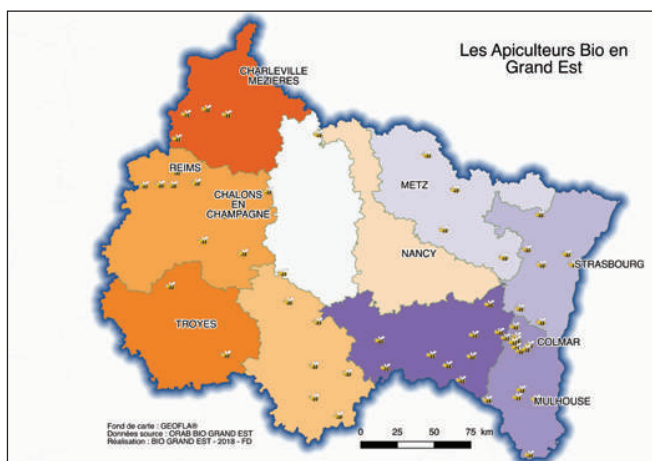 Les Apiculteurs Bio en
Grand Est
CHARLEVILLE
MEZIERES
REIMS
CHALONS
EN
CHAMPAGNE
METZ
NANCY
STRASBOURG
TROYES
COLMAR
MULHOUSE
Fond de carte : GEOFLA®
Données source : ORAB BIO GRAND EST
Réalisation : BIO GRAND EST - 2018 - FD
0 25 50 75 km